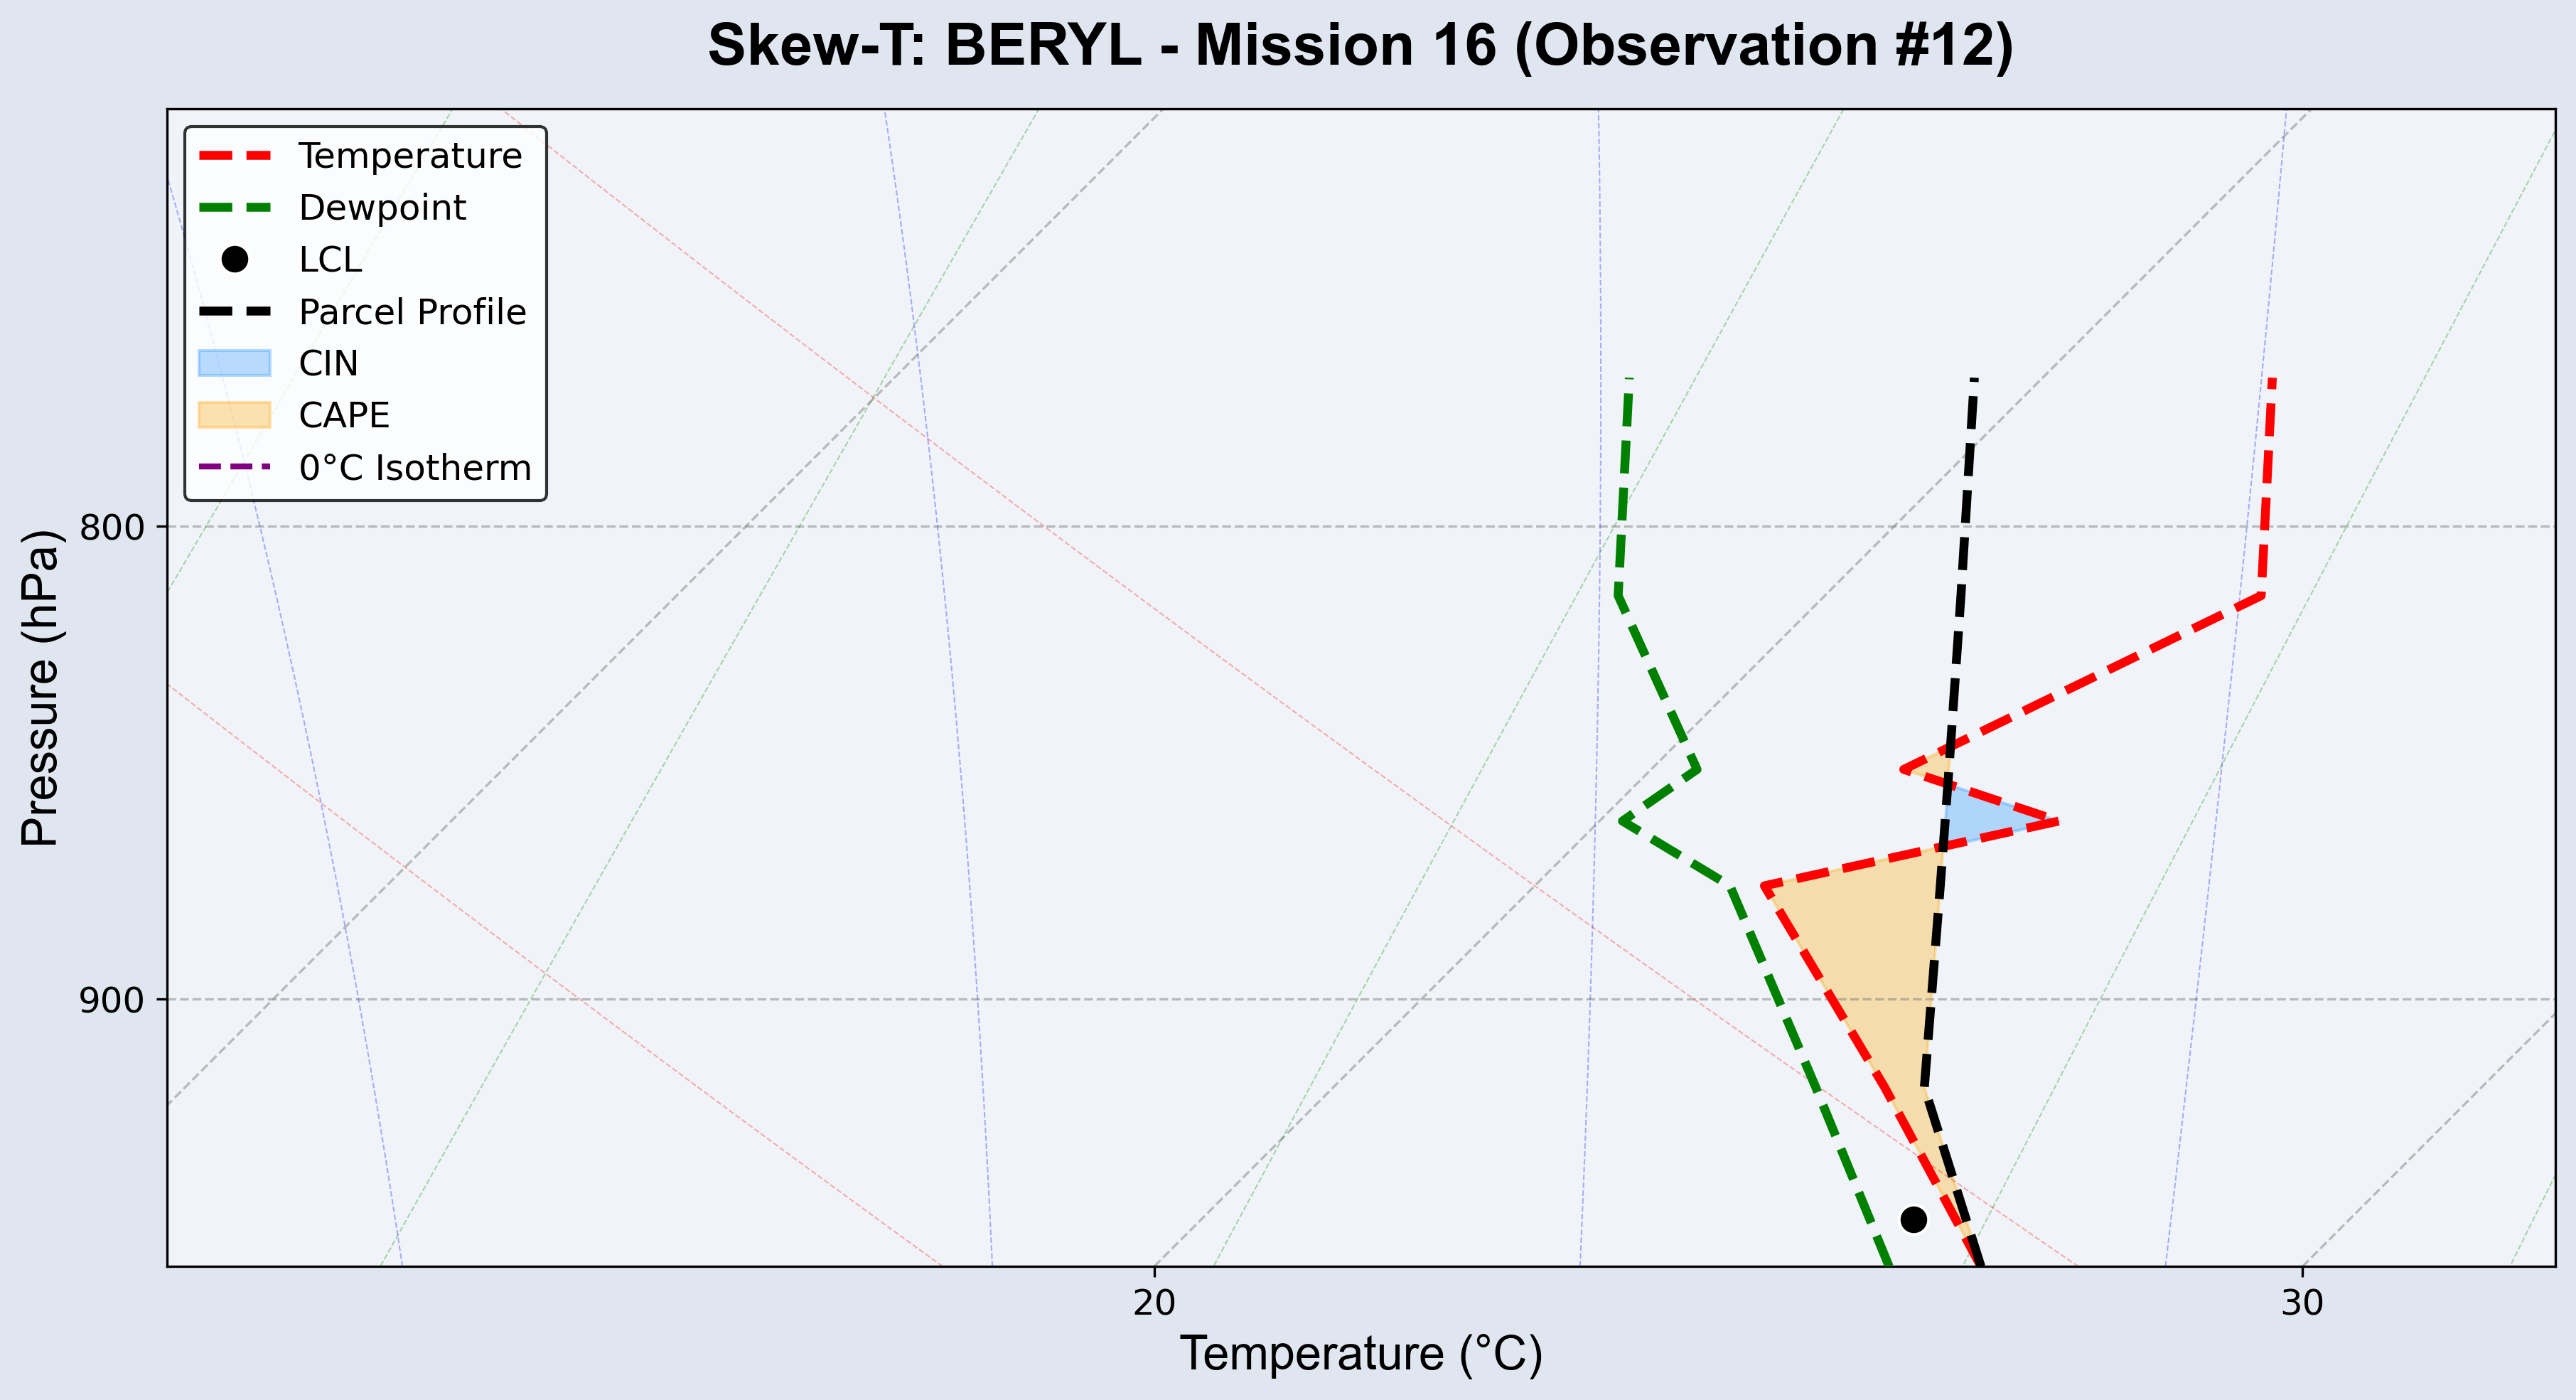 Skew-T: BERYL - Mission 16 (Observation #12)
Temperature
Dewpoint
LCL
Parcel Profile
CIN
CAPE
0°C Isotherm
Pressure (hPa)
800
900
20
30
Temperature (°C)